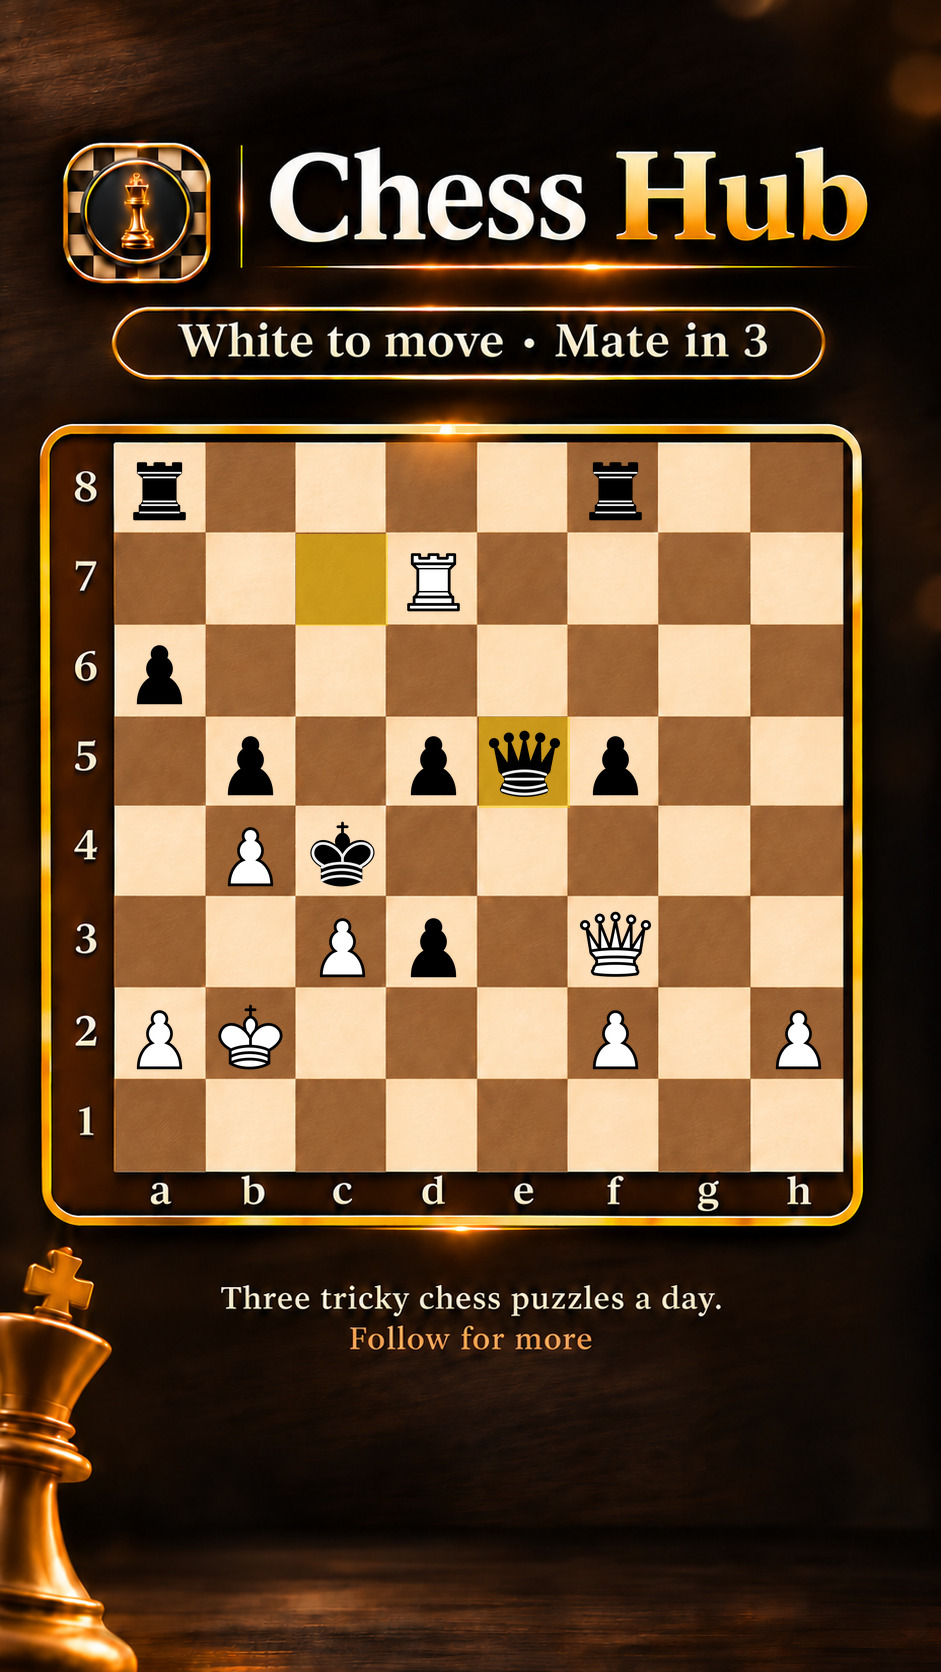 Chess Hub
White to move • Mate in 3
8
7
6
5
4
3
2
1
a b c d e f g h
Three tricky chess puzzles a day.
Follow for more